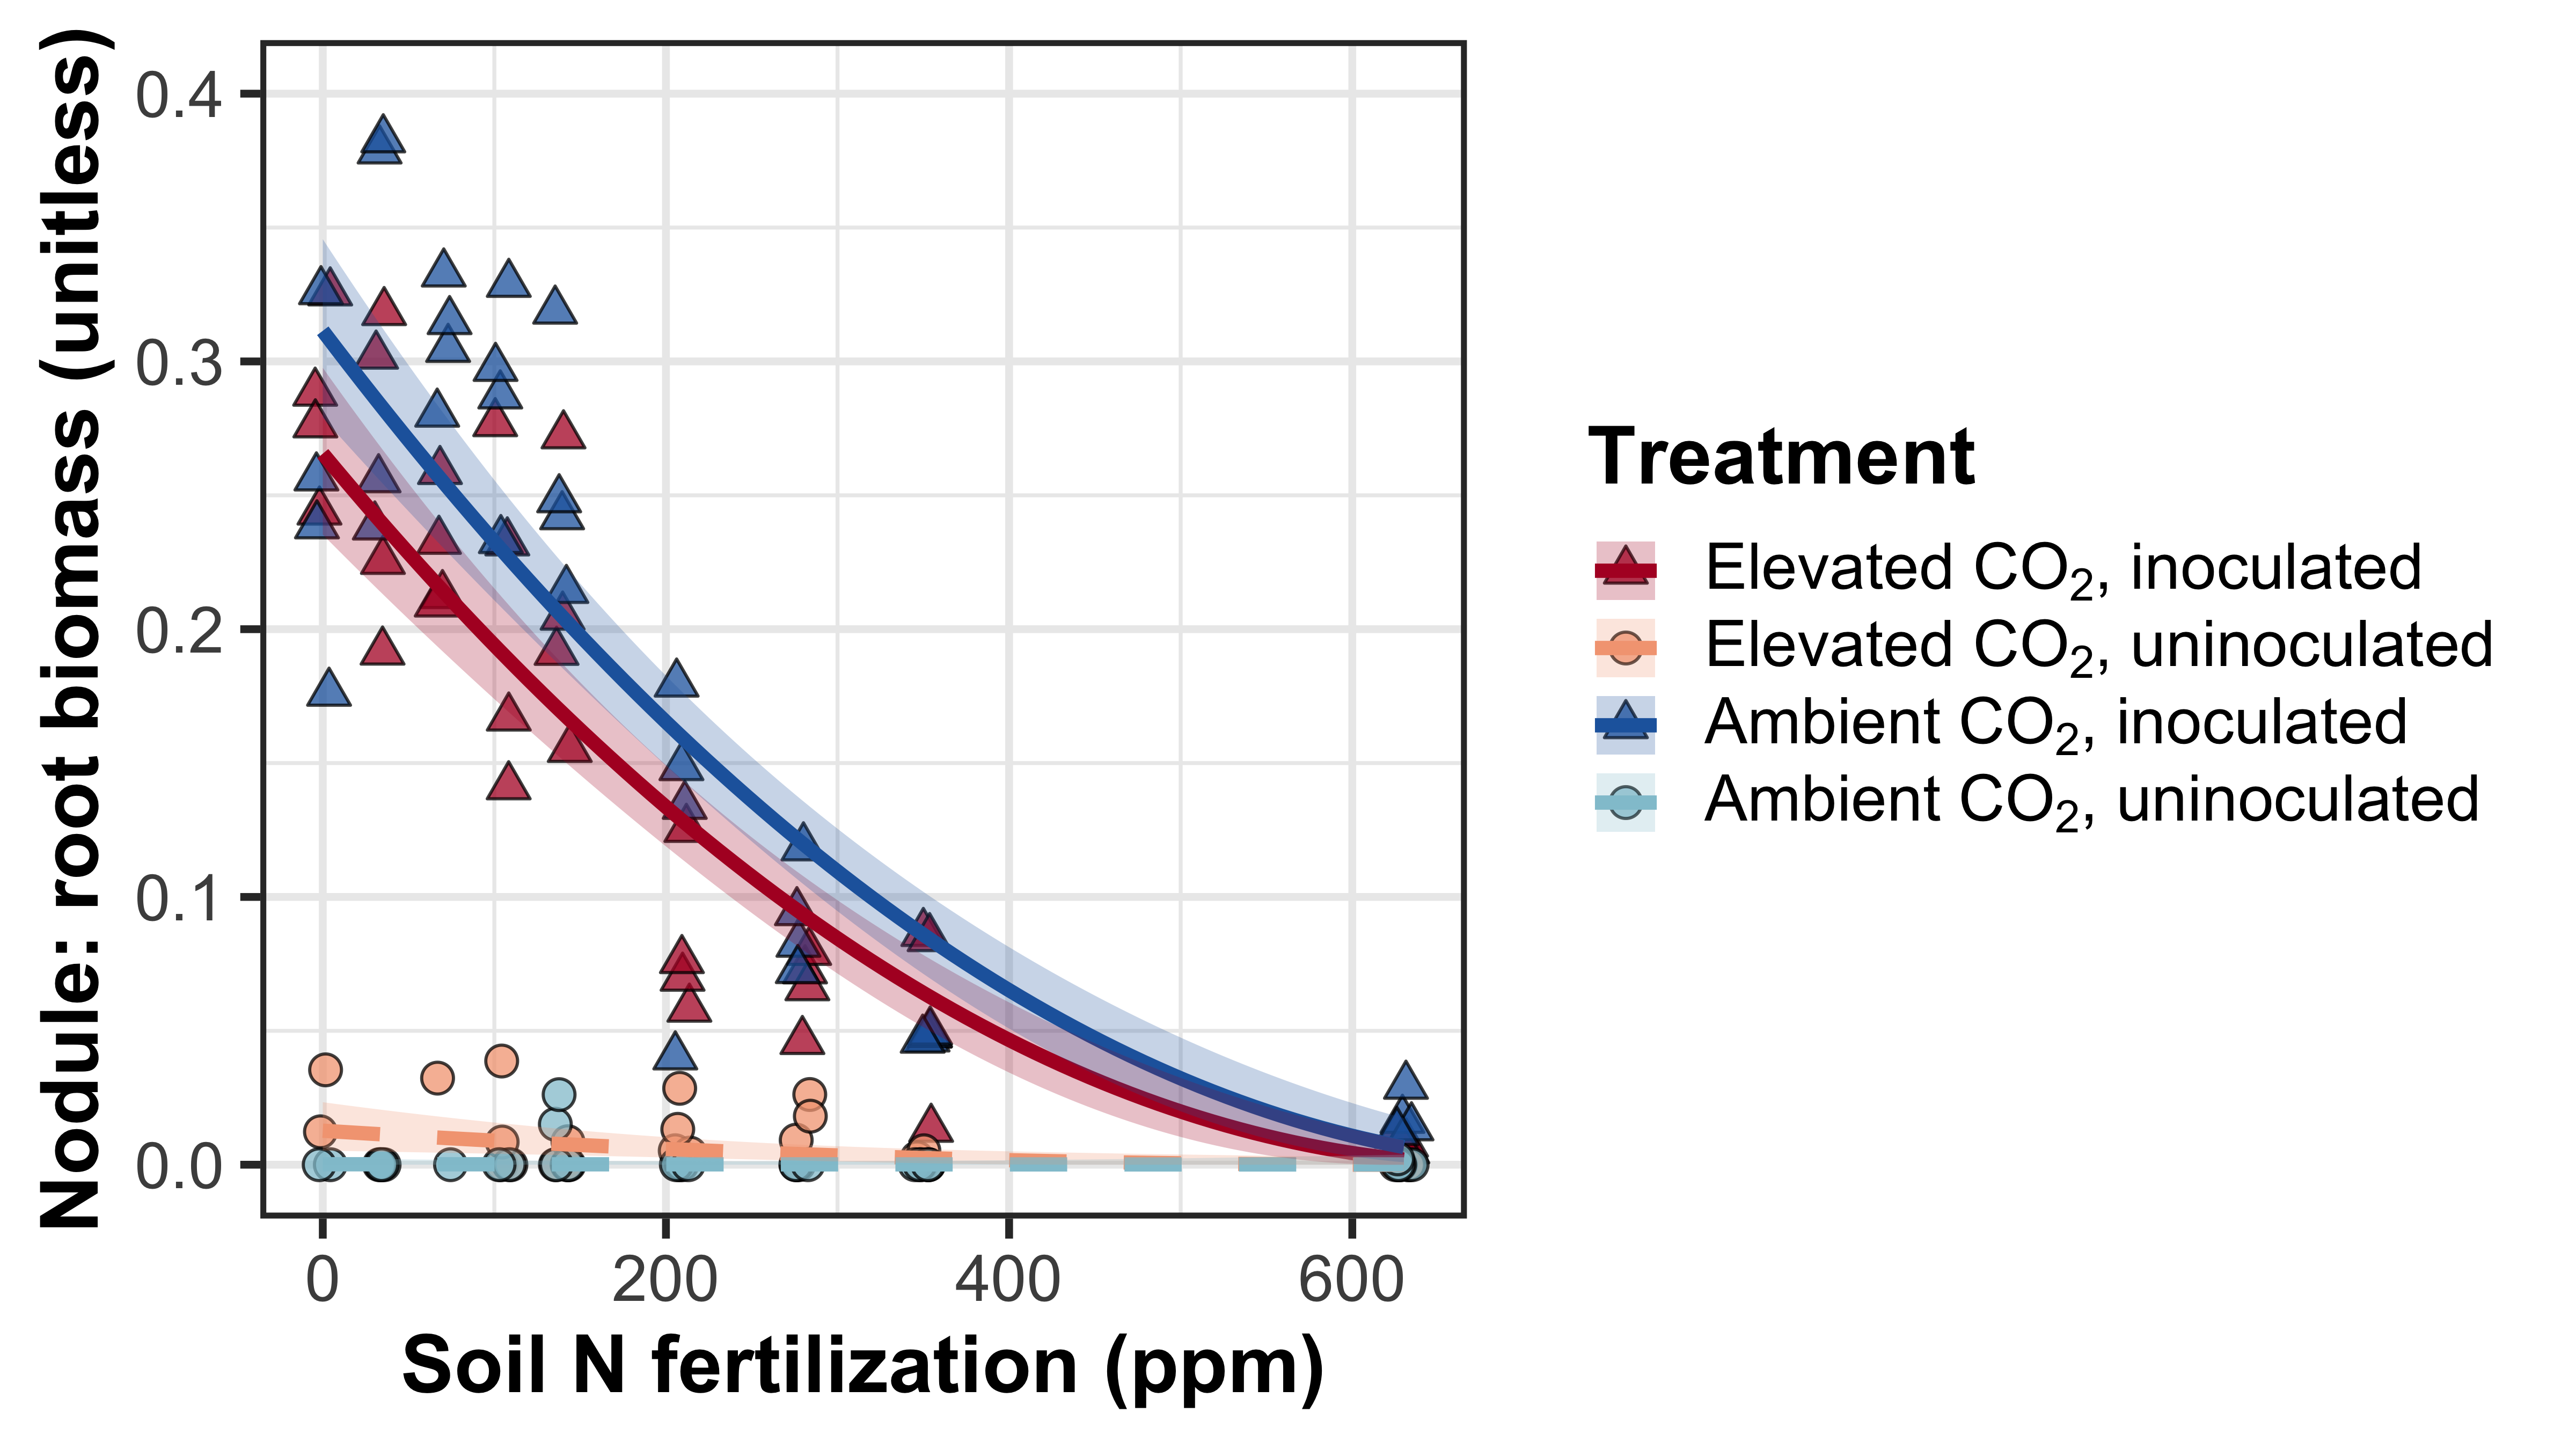 Nodule: root biomass (unitless)
0.4
0.3
0.2
0.1
0.0
0 200 400 600
Soil N fertilization (ppm)
Treatment
Elevated CO₂, inoculated
Elevated CO₂, uninoculated
Ambient CO₂, inoculated
Ambient CO₂, uninoculated